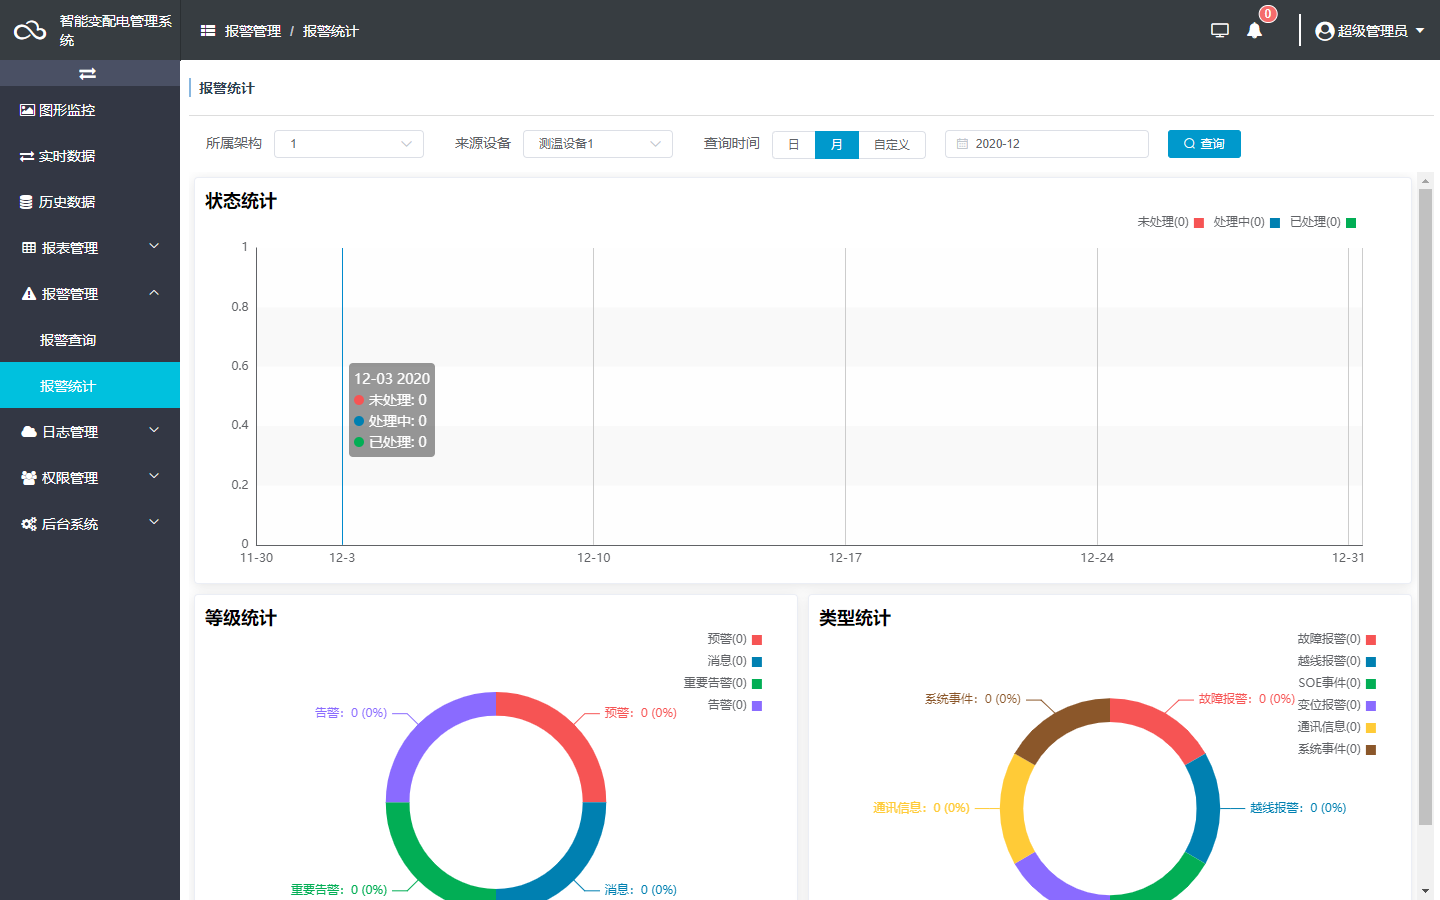 智能变配电管理系
统
报警管理 / 报警统计
0
超级管理员
图形监控
实时数据
历史数据
报表管理
报警管理
报警查询
报警统计
日志管理
权限管理
后台系统
报警统计
所属架构 1 来源设备 测温设备1 查询时间 日 月 自定义 2020-12 查询
状态统计
未处理(0) 处理中(0) 已处理(0)
1
0.8
0.6
0.4
0.2
0
12-03 2020
未处理: 0
处理中: 0
已处理: 0
11-30 12-3 12-10 12-17 12-24 12-31
等级统计
预警(0)
消息(0)
重要告警(0)
告警(0)
告警：0 (0%) 预警：0 (0%)
重要告警：0 (0%) 消息：0 (0%)
类型统计
故障报警(0)
越线报警(0)
SOE事件(0)
变位报警(0)
通讯信息(0)
系统事件(0)
系统事件：0 (0%) 故障报警：0 (0%)
通讯信息：0 (0%) 越线报警：0 (0%)